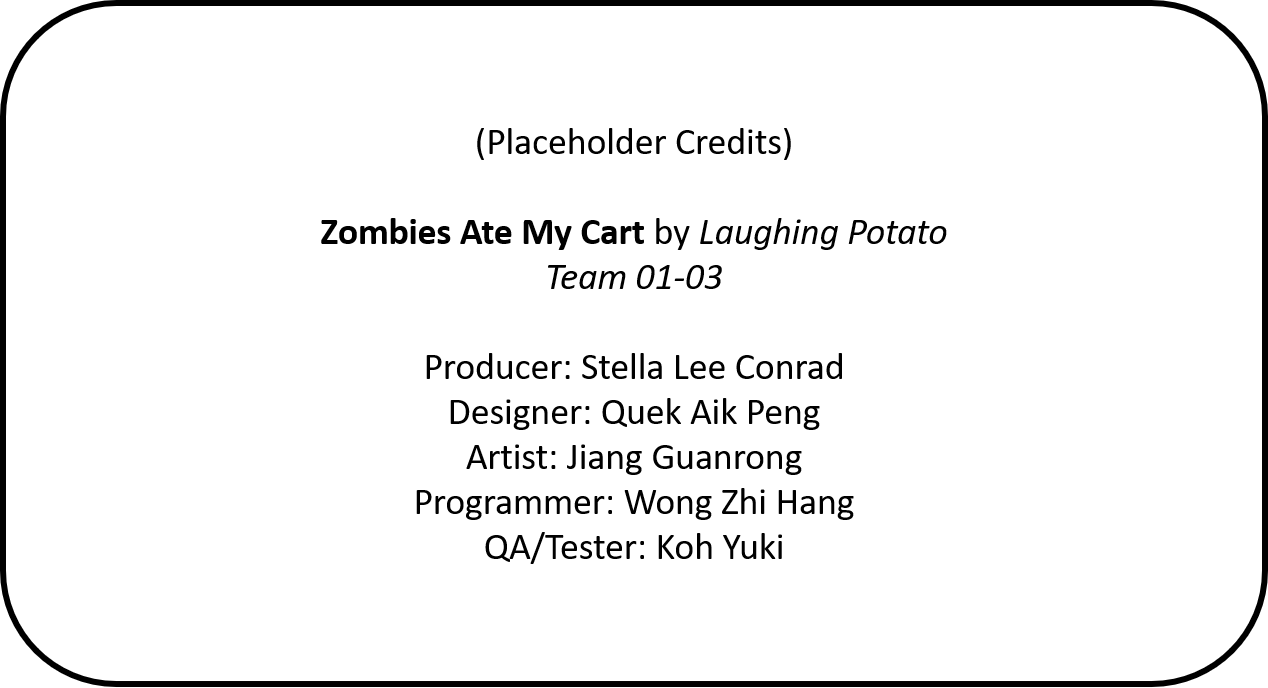 (Placeholder Credits)
Zombies Ate My Cart by Laughing Potato
Team 01-03
Producer: Stella Lee Conrad
Designer: Quek Aik Peng
Artist: Jiang Guanrong
Programmer: Wong Zhi Hang
QA/Tester: Koh Yuki